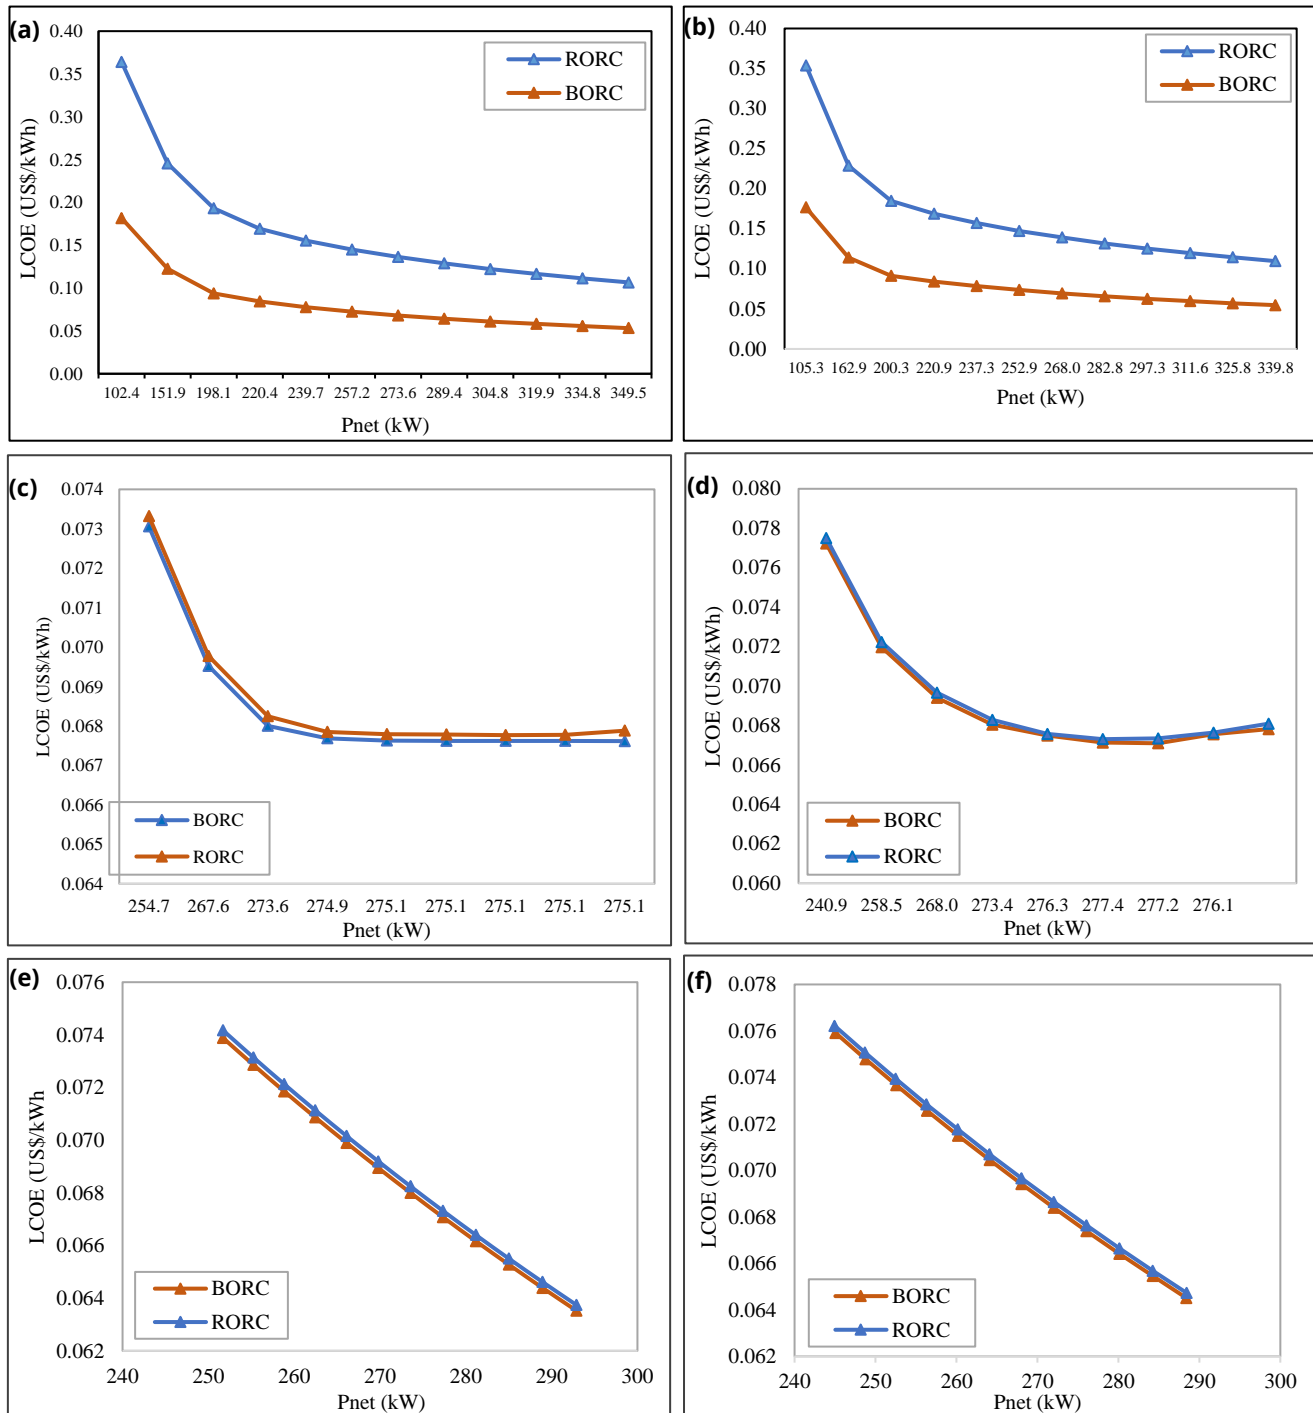 (a)
0.40
0.35
0.30
0.25
0.20
0.15
0.10
0.05
0.00
LCOE (US$/kWh)
RORC
BORC
102.4 151.9 198.1 220.4 239.7 257.2 273.6 289.4 304.8 319.9 334.8 349.5
Pnet (kW)
(b)
0.40
0.35
0.30
0.25
0.20
0.15
0.10
0.05
0.00
LCOE (US$/kWh)
RORC
BORC
105.3 162.9 200.3 220.9 237.3 252.9 268.0 282.8 297.3 311.6 325.8 339.8
Pnet (kW)
(c)
0.074
0.073
0.072
0.071
0.070
0.069
0.068
0.067
0.066
0.065
0.064
LCOE (US$/kWh)
BORC
RORC
254.7 267.6 273.6 274.9 275.1 275.1 275.1 275.1 275.1
Pnet (kW)
(d)
0.080
0.078
0.076
0.074
0.072
0.070
0.068
0.066
0.064
0.062
0.060
LCOE (US$/kWh)
BORC
RORC
240.9 258.5 268.0 273.4 276.3 277.4 277.2 276.1
Pnet (kW)
(e)
0.076
0.074
0.072
0.070
0.068
0.066
0.064
0.062
LCOE (US$/kWh
BORC
RORC
240 250 260 270 280 290 300
Pnet (kW)
(f)
0.078
0.076
0.074
0.072
0.070
0.068
0.066
0.064
0.062
LCOE (US$/kWh
BORC
RORC
240 250 260 270 280 290 300
Pnet (kW)